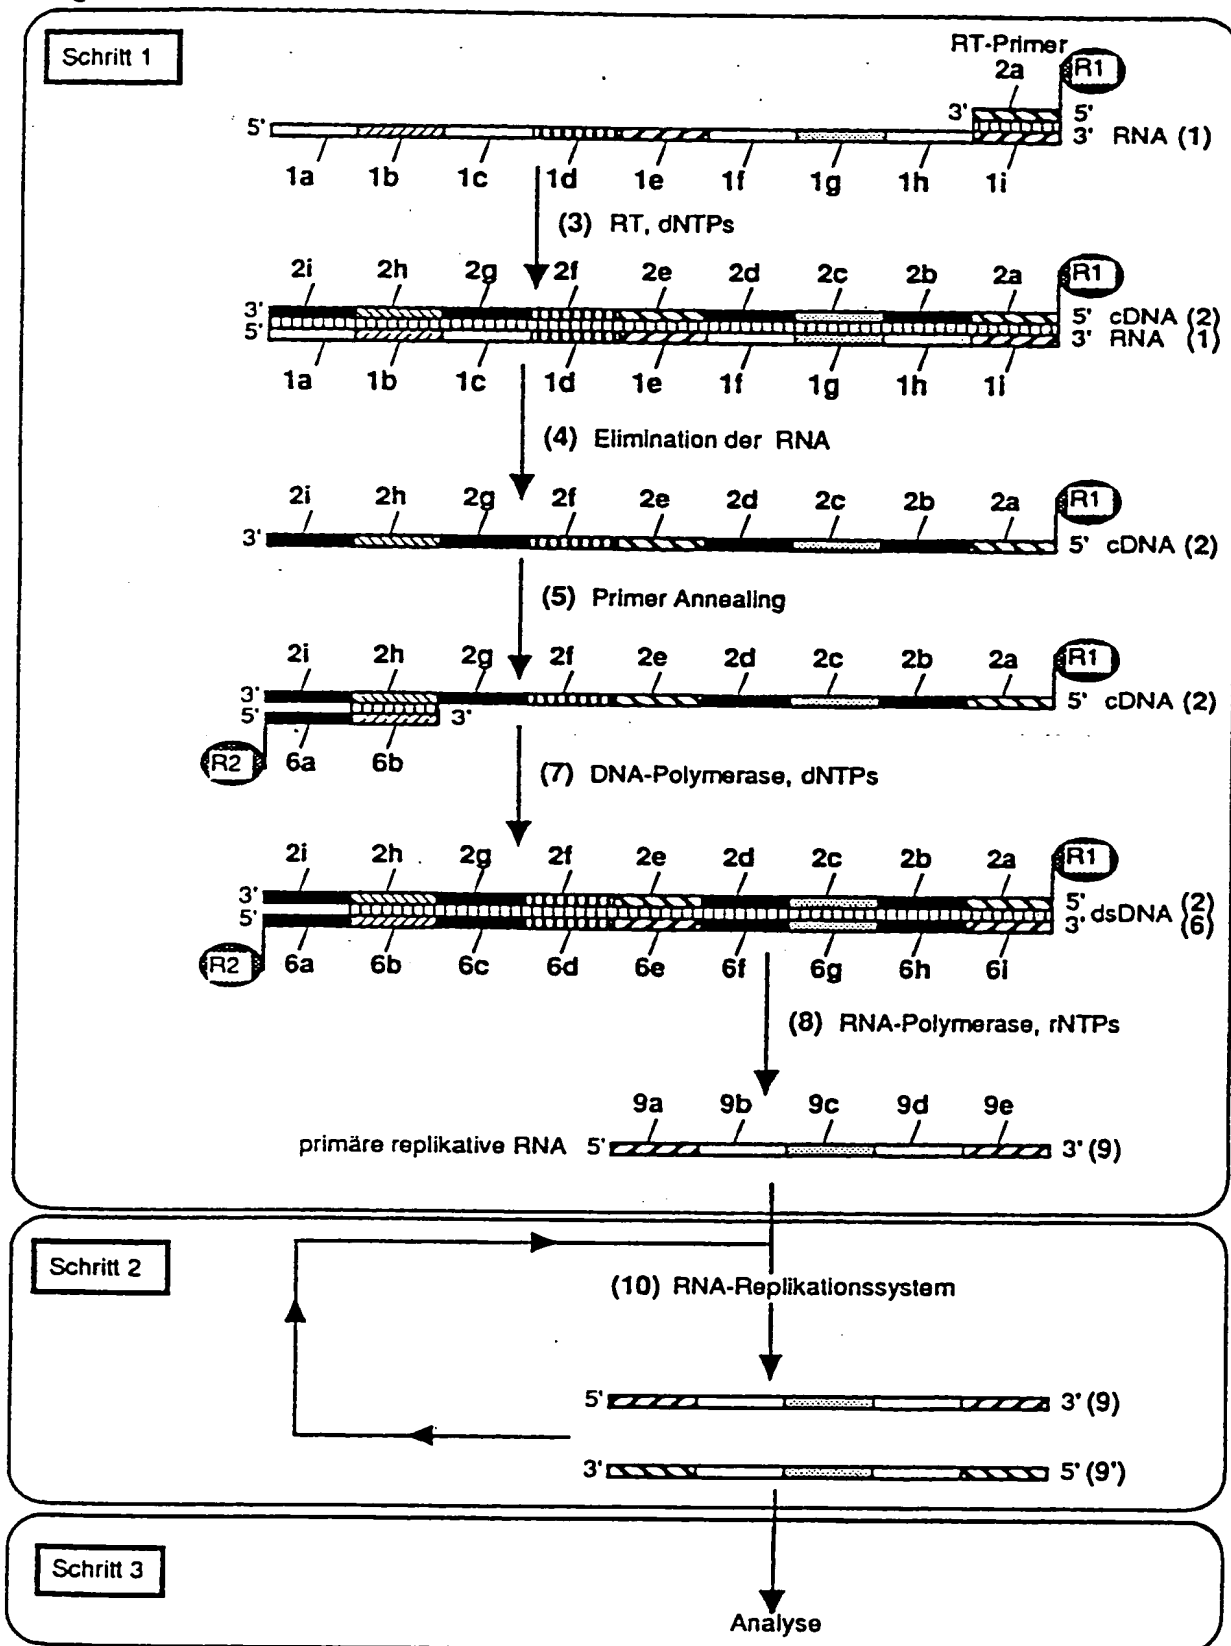 Schritt 1
RT-Primer
2a R1
3' 5'
5' 3' RNA (1)
1a 1b 1c 1d 1e 1f 1g 1h 1i
(3) RT, dNTPs
2i 2h 2g 2f 2e 2d 2c 2b 2a R1
3' 5' cDNA (2)
5' 3' RNA (1)
1a 1b 1c 1d 1e 1f 1g 1h 1i
(4) Elimination der RNA
2i 2h 2g 2f 2e 2d 2c 2b 2a R1
3' 5' cDNA (2)
(5) Primer Annealing
2i 2h 2g 2f 2e 2d 2c 2b 2a R1
3' 5' cDNA (2)
5' 3'
R2 6a 6b
(7) DNA-Polymerase, dNTPs
2i 2h 2g 2f 2e 2d 2c 2b 2a R1
3' 5' (2)
dsDNA
5' 3' (6)
R2 6a 6b 6c 6d 6e 6f 6g 6h 6i
(8) RNA-Polymerase, rNTPs
9a 9b 9c 9d 9e
primäre replikative RNA 5' 3' (9)
Schritt 2
(10) RNA-Replikationssystem
5' 3' (9)
3' 5' (9')
Schritt 3
Analyse